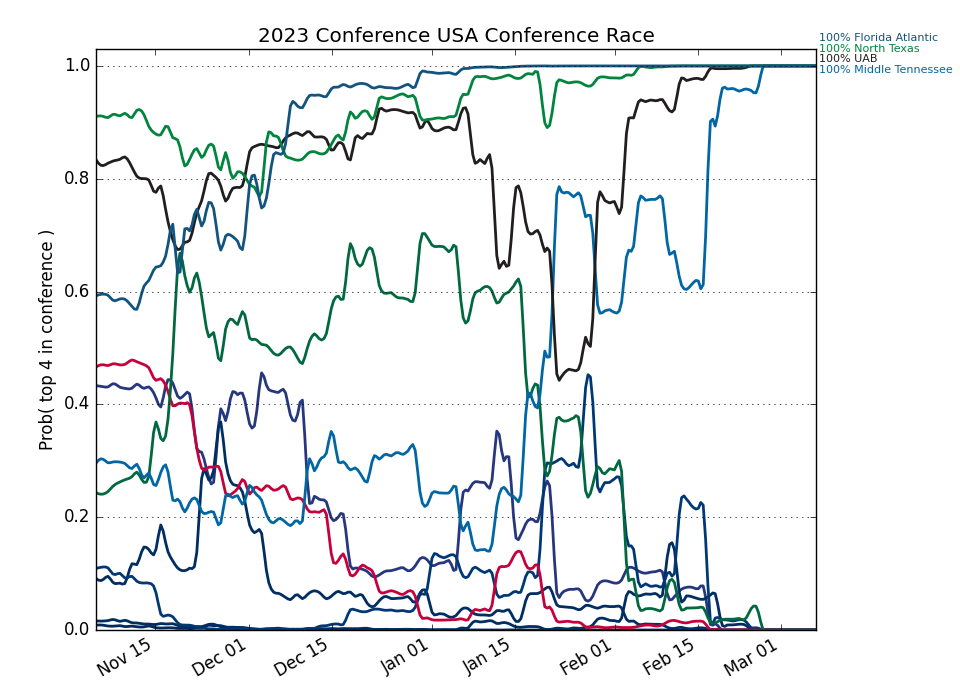 2023 Conference USA Conference Race
100% Florida Atlantic
100% North Texas
100% UAB
100% Middle Tennessee
Prob( top 4 in conference )
1.0
0.8
0.6
0.4
0.2
0.0
Nov 15
Dec 01
Dec 15
Jan 01
Jan 15
Feb 01
Feb 15
Mar 01